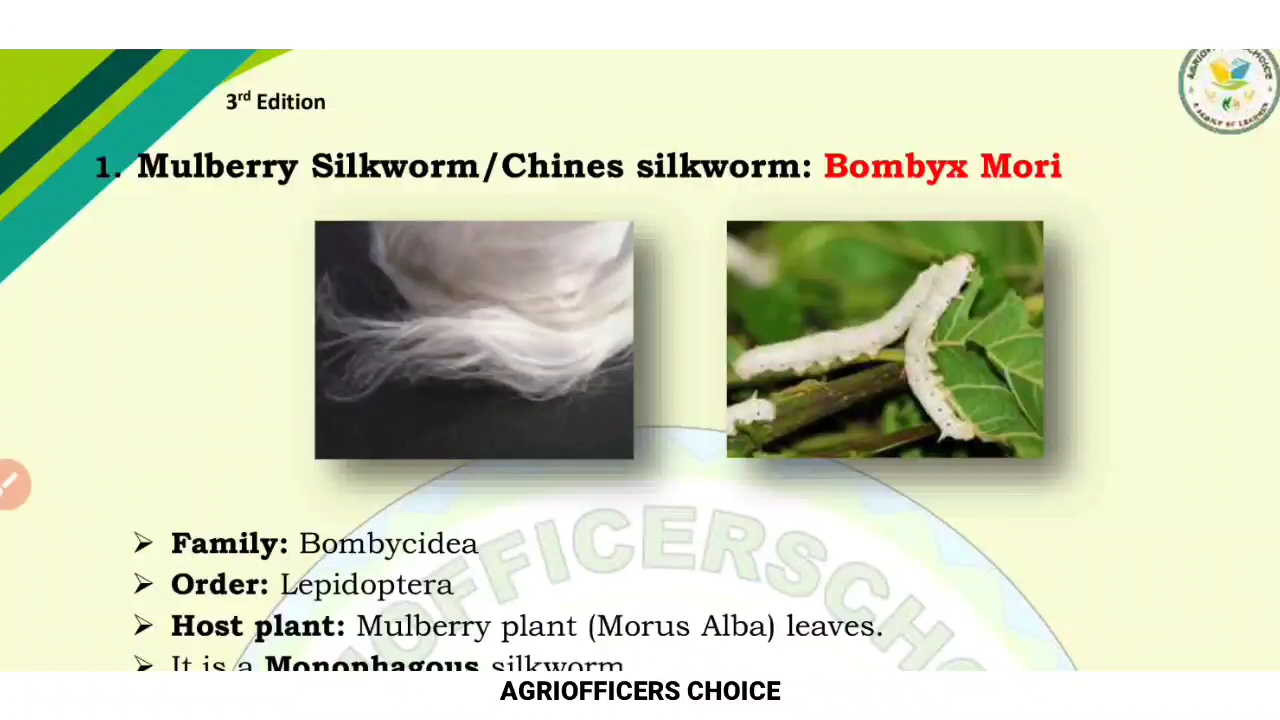 3rd Edition
1. Mulberry Silkworm/Chines silkworm: Bombyx Mori
➢ Family: Bombycidea
➢ Order: Lepidoptera
➢ Host plant: Mulberry plant (Morus Alba) leaves.
➢ It is a Monophagous silkworm
OFFICERSCHO
AGRIOFFICERS CHOICE